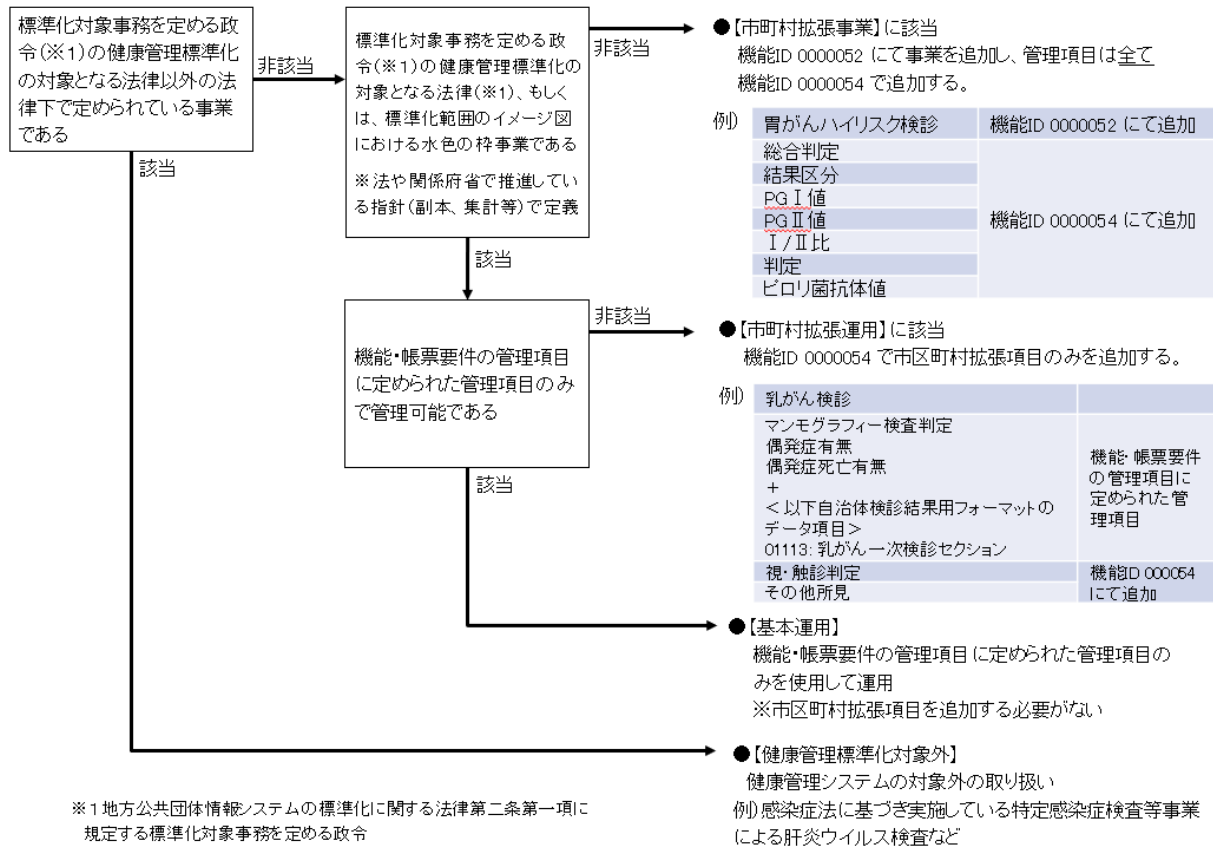 標準化対象事務を定める政
令(※1)の健康管理標準化
の対象となる法律以外の法
律下で定められている事業
である
非該当
該当
標準化対象事務を定める政
令(※1)の健康管理標準化の
対象となる法律(※1)、もしく
は、標準化範囲のイメージ図
における水色の枠事業である
※法や関係府省で推進してい
る指針(副本、集計等)で定義
非該当
該当
●【市町村拡張事業】に該当
機能ID 0000052 にて事業を追加し、管理項目は全て
機能ID 0000054 で追加する。
例)
胃がんハイリスク検診
機能ID 0000052 にて追加
総合判定
結果区分
PGⅠ値
PGⅡ値
Ⅰ/Ⅱ比
判定
ピロリ菌抗体値
機能ID 0000054 にて追加
機能・帳票要件の管理項目
に定められた管理項目のみ
で管理可能である
非該当
該当
●【市町村拡張運用】に該当
機能ID 0000054 で市区町村拡張項目のみを追加する。
例)
乳がん検診
マンモグラフィー検査判定
偶発症有無
偶発症死亡有無
+
<以下自治体検診結果用フォーマットの
データ項目>
01113:乳がん一次検診セクション
機能・帳票要件
の管理項目に
定められた管
理項目
視・触診判定
その他所見
機能ID 000054
にて追加
●【基本運用】
機能・帳票要件の管理項目に定められた管理項目の
みを使用して運用
※市区町村拡張項目を追加する必要がない
●【健康管理標準化対象外】
健康管理システムの対象外の取り扱い
例)感染症法に基づき実施している特定感染症検査等事業
による肝炎ウイルス検査など
※1地方公共団体情報システムの標準化に関する法律第二条第一項に
規定する標準化対象事務を定める政令